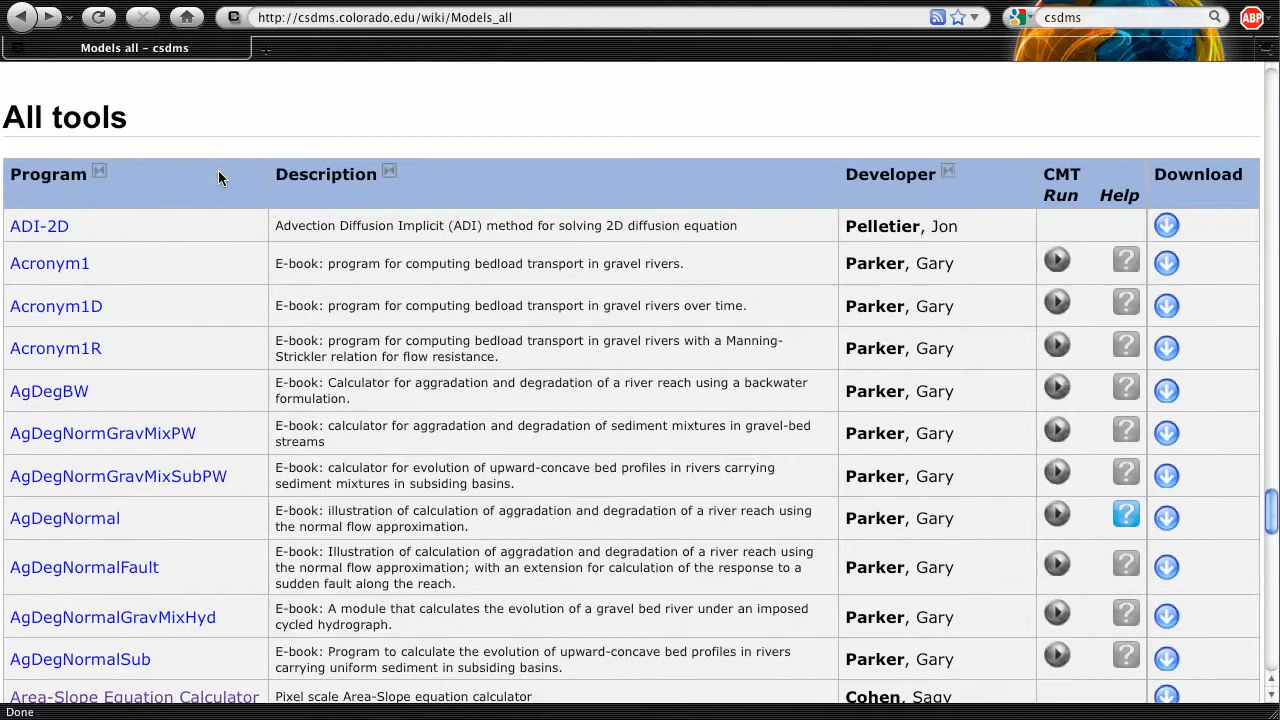 http://csdms.colorado.edu/wiki/Models_all
csdms
ABP
Models all – csdms
All tools
Program Description Developer CMT Download
Run Help
ADI-2D Advection Diffusion Implicit (ADI) method for solving 2D diffusion equation Pelletier, Jon
Acronym1 E-book: program for computing bedload transport in gravel rivers. Parker, Gary
Acronym1D E-book: program for computing bedload transport in gravel rivers over time. Parker, Gary
Acronym1R E-book: program for computing bedload transport in gravel rivers with a Manning-
Strickler relation for flow resistance. Parker, Gary
AgDegBW E-book: Calculator for aggradation and degradation of a river reach using a backwater
formulation. Parker, Gary
AgDegNormGravMixPW E-book: calculator for aggradation and degradation of sediment mixtures in gravel-bed
streams Parker, Gary
AgDegNormGravMixSubPW E-book: calculator for evolution of upward-concave bed profiles in rivers carrying
sediment mixtures in subsiding basins. Parker, Gary
AgDegNormal E-book: illustration of calculation of aggradation and degradation of a river reach using
the normal flow approximation. Parker, Gary
AgDegNormalFault E-book: Illustration of calculation of aggradation and degradation of a river reach using
the normal flow approximation; with an extension for calculation of the response to a
sudden fault along the reach. Parker, Gary
AgDegNormalGravMixHyd E-book: A module that calculates the evolution of a gravel bed river under an imposed
cycled hydrograph. Parker, Gary
AgDegNormalSub E-book: Program to calculate the evolution of upward-concave bed profiles in rivers
carrying uniform sediment in subsiding basins. Parker, Gary
Area-Slope Equation Calculator Pixel scale Area-Slope equation calculator Cohen, Sagy
Done